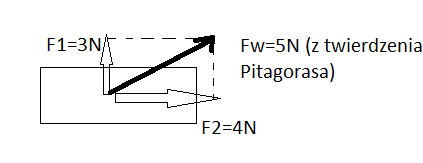 F1=3N
Fw=5N (z twierdzenia
Pitagorasa)
F2=4N